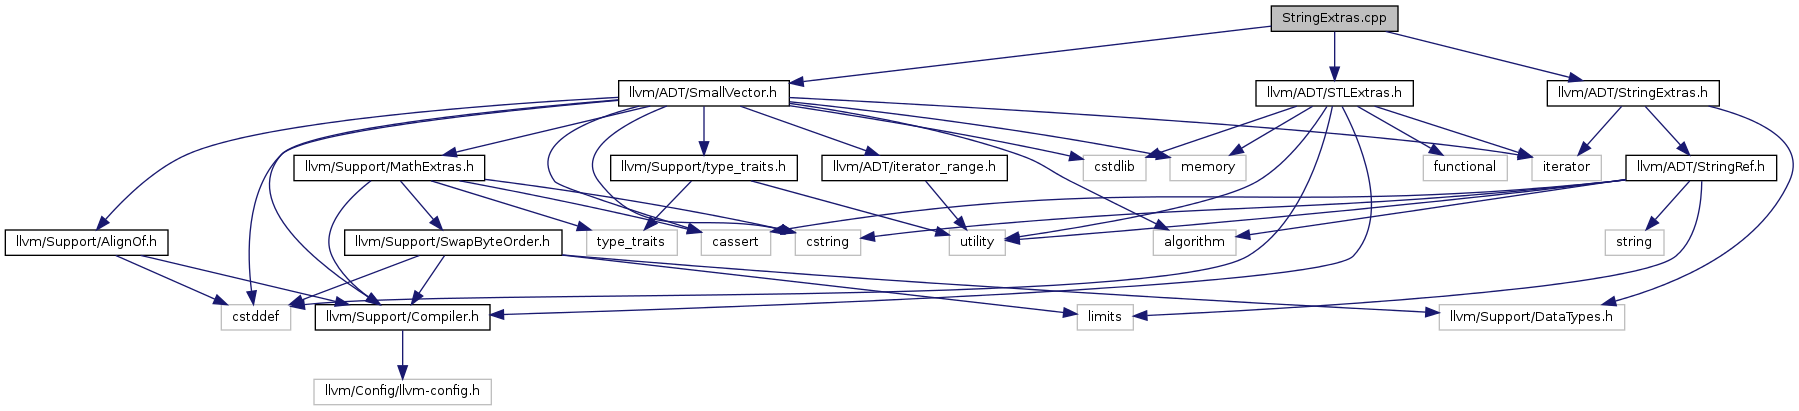 StringExtras.cpp
llvm/ADT/SmallVector.h
llvm/ADT/STLExtras.h
llvm/ADT/StringExtras.h
llvm/Support/MathExtras.h
llvm/Support/type_traits.h
llvm/ADT/iterator_range.h
cstdlib
memory
functional
iterator
llvm/ADT/StringRef.h
llvm/Support/AlignOf.h
llvm/Support/SwapByteOrder.h
type_traits
cassert
cstring
utility
algorithm
string
cstddef
llvm/Support/Compiler.h
limits
llvm/Support/DataTypes.h
llvm/Config/llvm-config.h